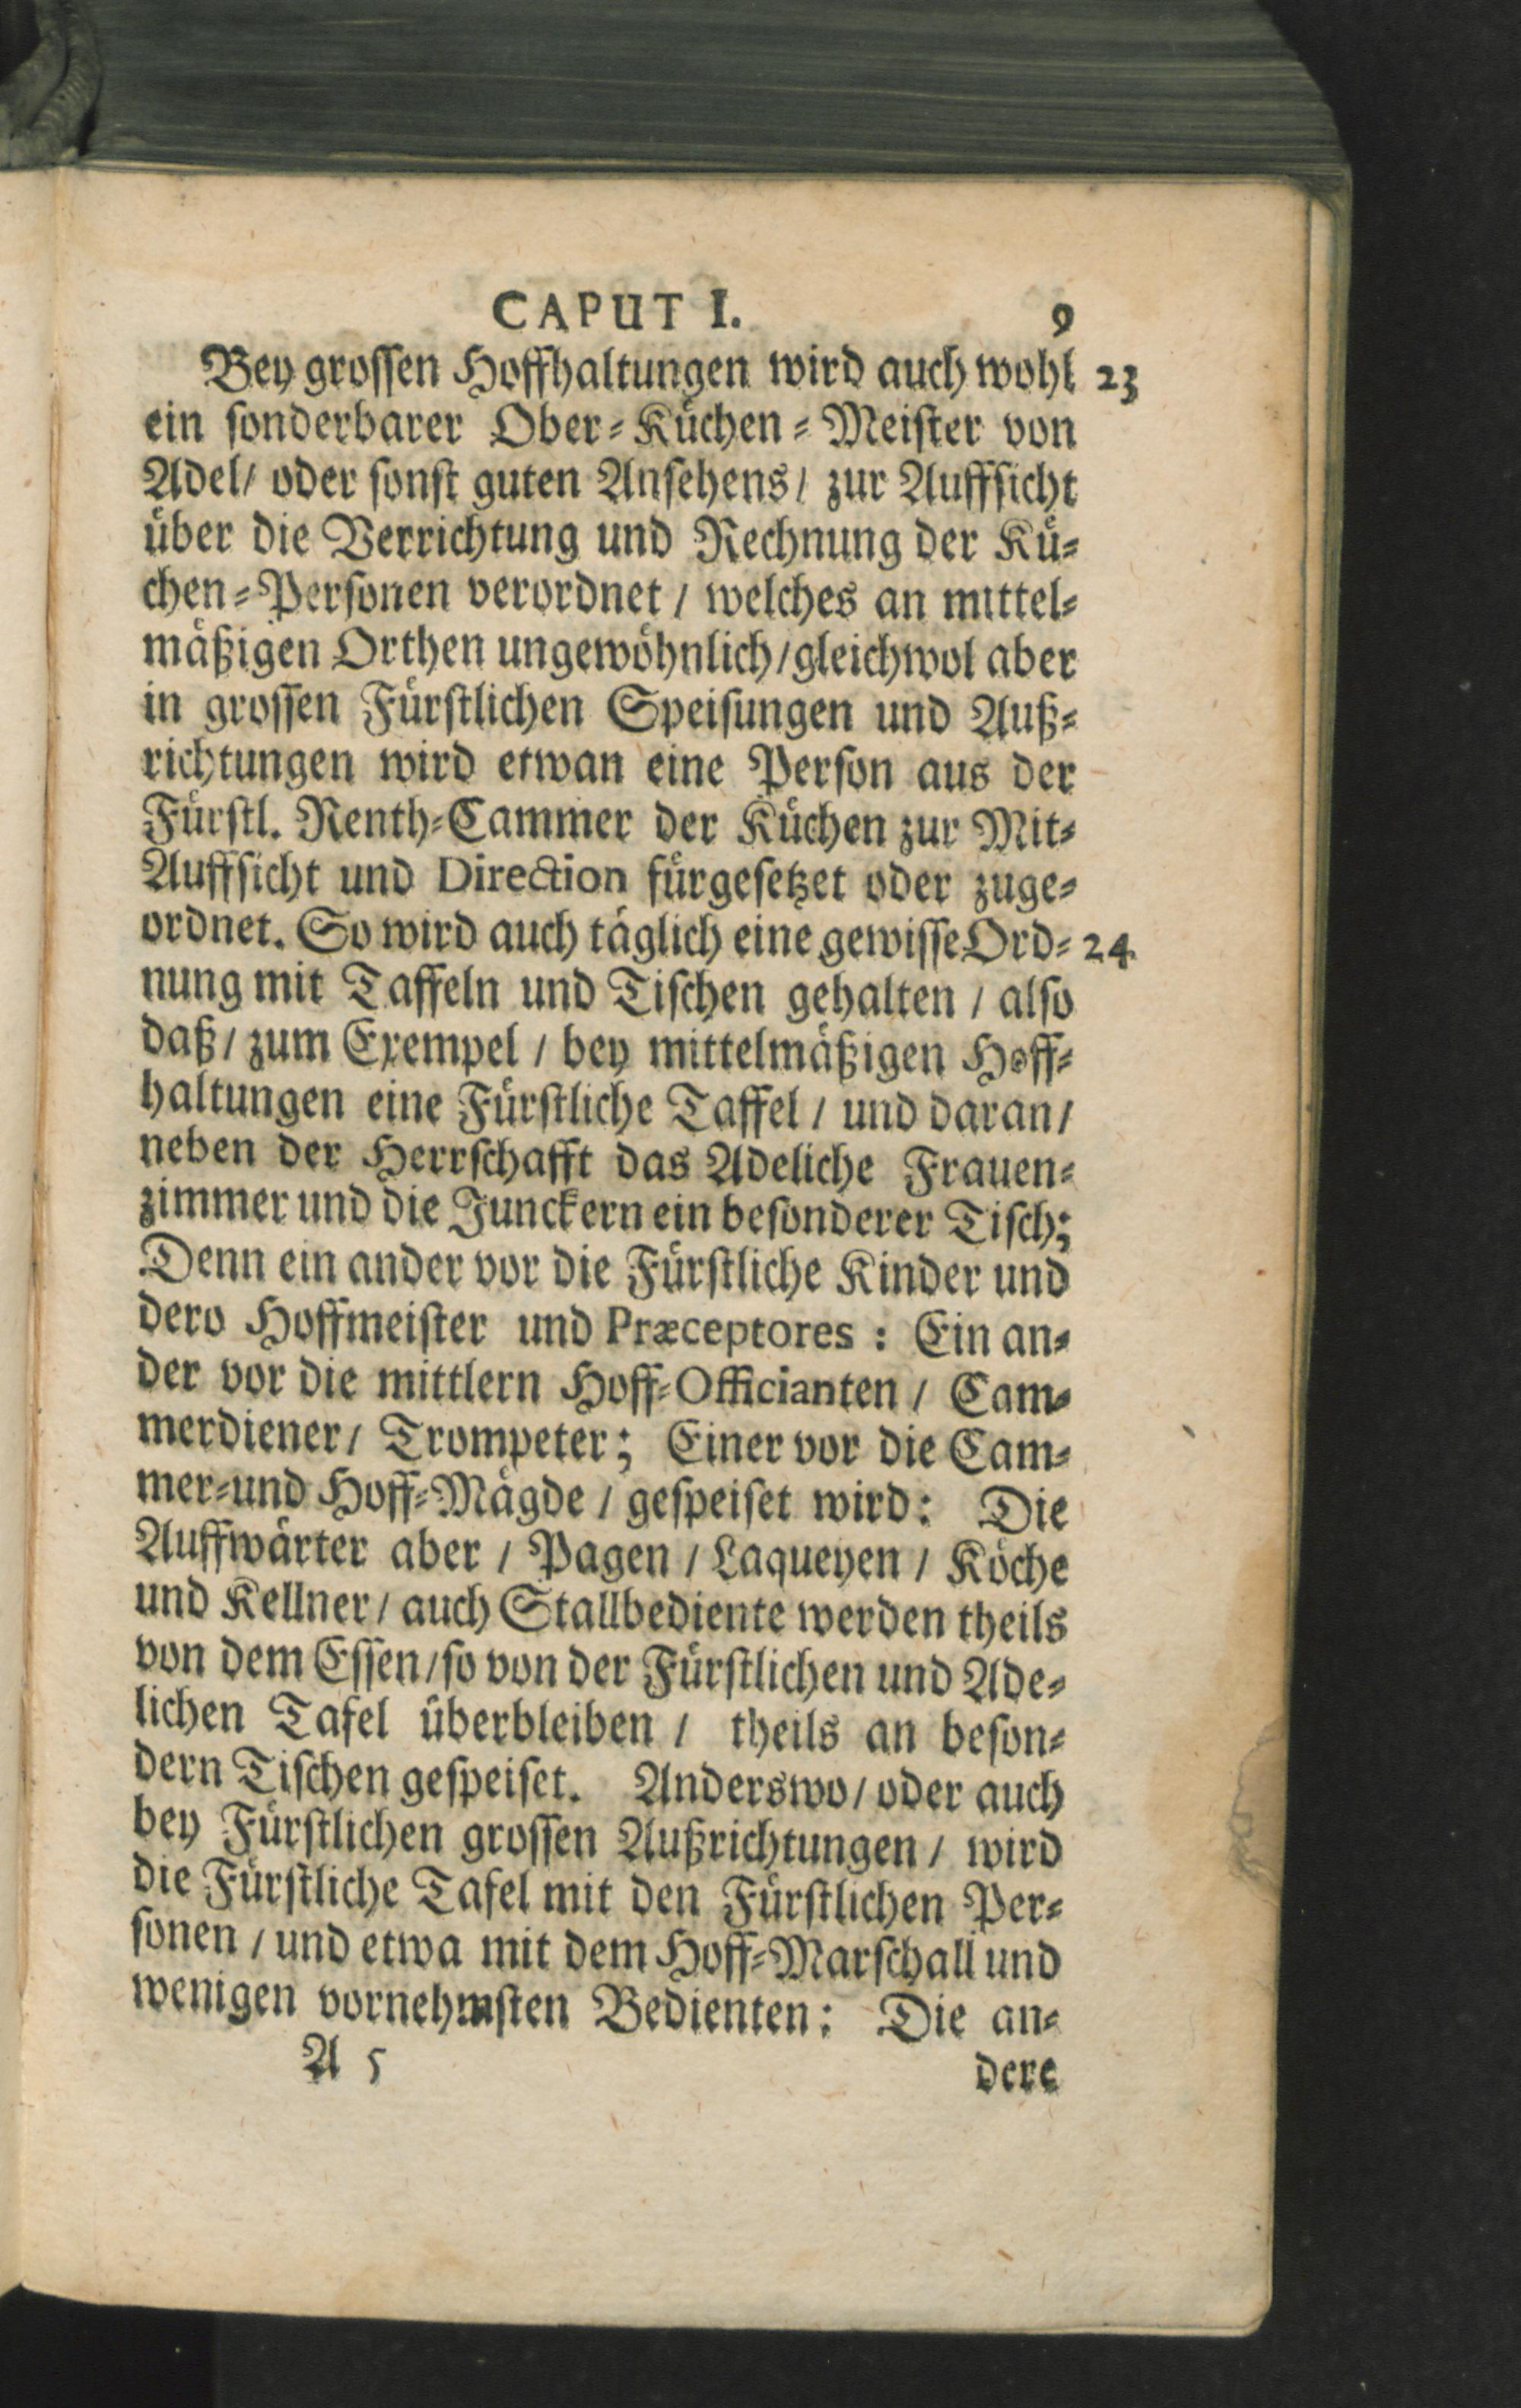 CAPUT I. 9
Bey grossen Hoffhaltungen wird auch wohl 23
ein sonderbarer Ober-Küchen-Meister von
Adel/ oder sonst guten Ansehens/ zur Auffsicht
über die Verrichtung und Rechnung der Kü-
chen-Personen verordnet / welches an mittel-
mäßigen Orthen ungewöhnlich/gleichwol aber
in grossen Fürstlichen Speisungen und Auß-
richtungen wird etwan eine Person aus der
Fürstl. Renth-Cammer der Küchen zur Mit-
Auffsicht und Direction fürgesetzet oder zuge-
ordnet. So wird auch täglich eine gewisse Ord- 24.
nung mit Taffeln und Tischen gehalten / also
daß/ zum Exempel / bey mittelmäßigen Hoff-
haltungen eine Fürstliche Taffel / und daran/
neben der Herrschafft das Adeliche Frauen-
zimmer und die Junckern ein besonderer Tisch;
Denn ein ander vor die Fürstliche Kinder und
dero Hoffmeister und Præceptores : Ein an-
der vor die mittlern Hoff-Officianten / Cam-
merdiener/ Trompeter; Einer vor die Cam-
mer-und Hoff-Mägde / gespeiset wird: Die
Auffwärter aber / Pagen / Laqueyen / Köche
und Kellner/ auch Stallbediente werden theils
von dem Essen/so von der Fürstlichen und Ade-
lichen Tafel überbleiben / theils an beson-
dern Tischen gespeiset. Anderswo/ oder auch
bey Fürstlichen grossen Außrichtungen / wird
die Fürstliche Tafel mit den Fürstlichen Per-
sonen / und etwa mit dem Hoff-Marschall und
wenigen vornehmsten Bedienten: Die an-
A 5 dere